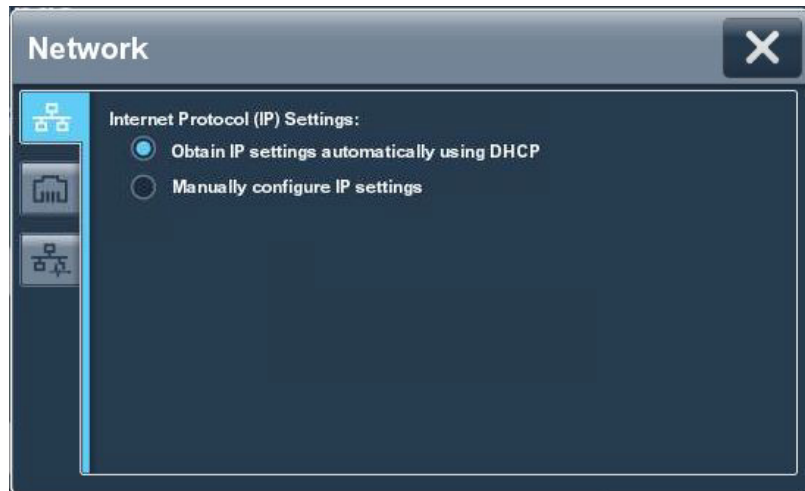 Network
Internet Protocol (IP) Settings:
Obtain IP settings automatically using DHCP
Manually configure IP settings